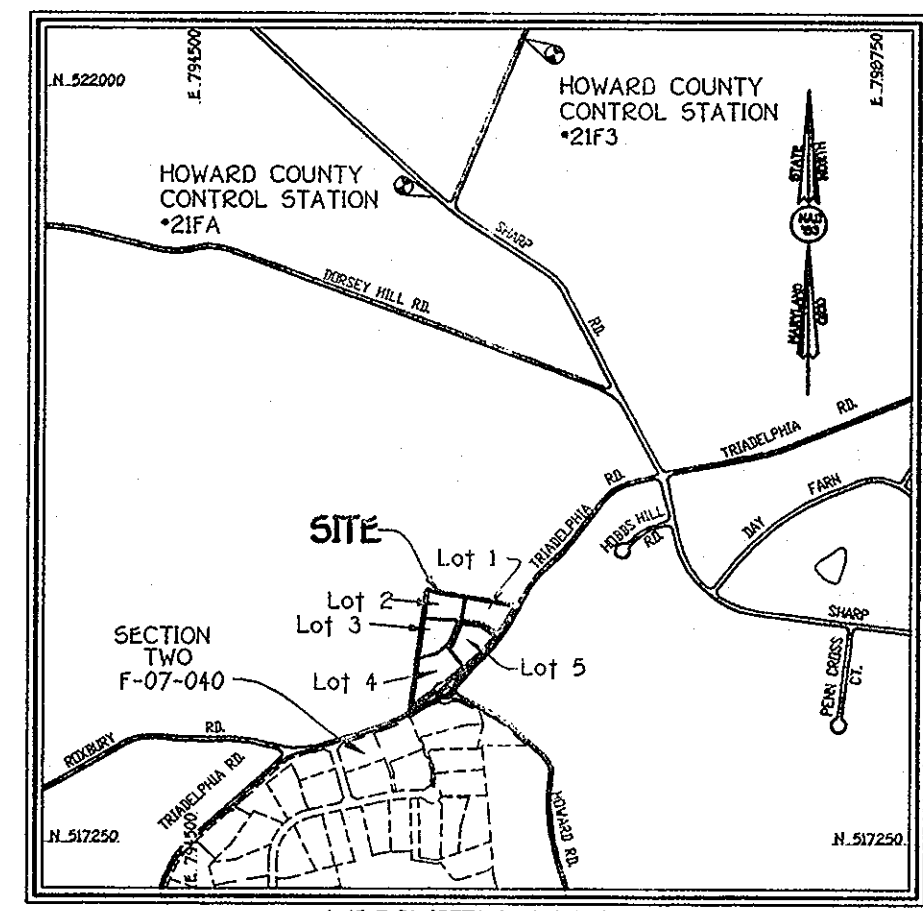 N 522000
E 794500
E 798750
HOWARD COUNTY
CONTROL STATION
•21F3
HOWARD COUNTY
CONTROL STATION
•21FA
STATE
NORTH
NAD
'83
MARYLAND
SHARP
RD.
DORSEY HILL RD.
TRIADELPHIA RD.
TRIADELPHIA RD.
HOBBS HILL
RD.
DAY FARM
SHARP
PENN CROSS
CT.
SITE
Lot 1
Lot 2
Lot 3
Lot 4
Lot 5
SECTION
TWO
F-07-040
ROXBURY RD.
TRIADELPHIA RD.
HOWARD RD.
N 517250
E 794500
N 517250